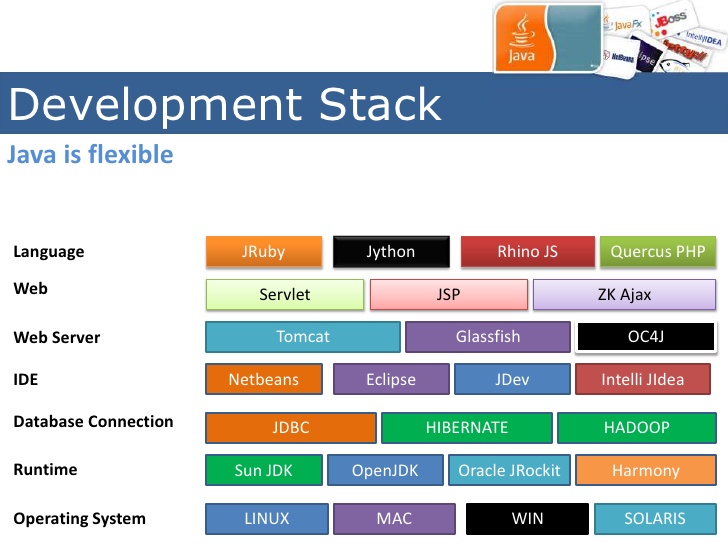 Java
JavaFx
JBoss
IntelliJIDEA
NetBeans
Development Stack
Java is flexible
Language JRuby Jython Rhino JS Quercus PHP
Web Servlet JSP ZK Ajax
Web Server Tomcat Glassfish OC4J
IDE Netbeans Eclipse JDev Intelli JIdea
Database Connection JDBC HIBERNATE HADOOP
Runtime Sun JDK OpenJDK Oracle JRockit Harmony
Operating System LINUX MAC WIN SOLARIS